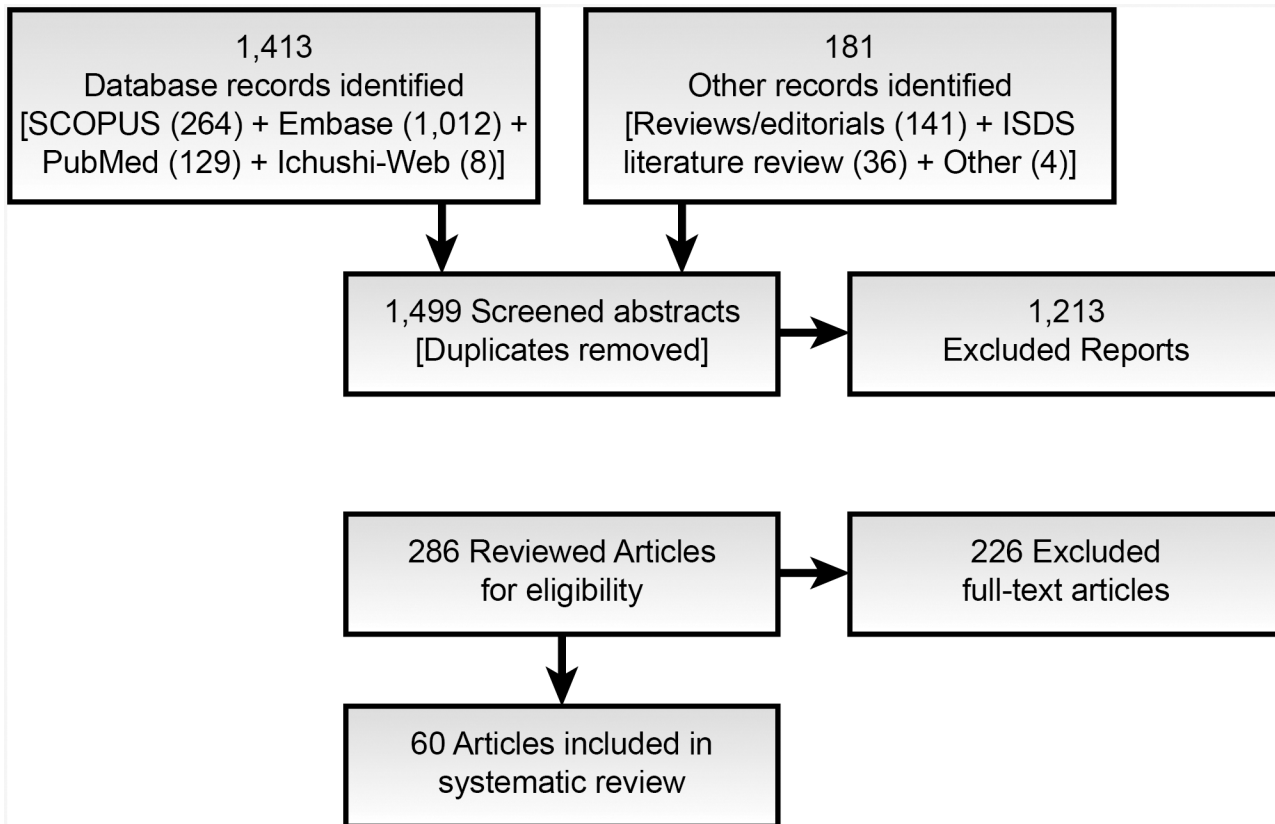 1,413
Database records identified
[SCOPUS (264) + Embase (1,012) +
PubMed (129) + Ichushi-Web (8)]
181
Other records identified
[Reviews/editorials (141) + ISDS
literature review (36) + Other (4)]
1,499 Screened abstracts
[Duplicates removed]
1,213
Excluded Reports
286 Reviewed Articles
for eligibility
226 Excluded
full-text articles
60 Articles included in
systematic review